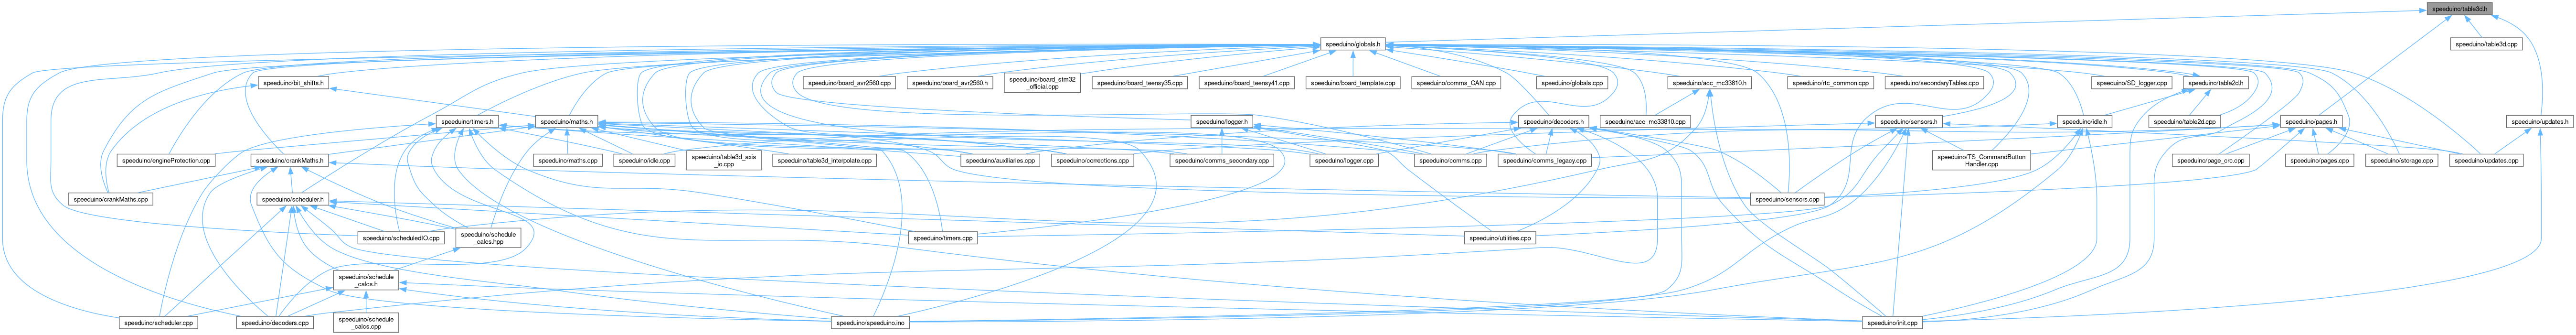 speeduino/table3d.h
speeduino/globals.h
speeduino/table3d.cpp
speeduino/bit_shifts.h
speeduino/board_avr2560.cpp
speeduino/board_avr2560.h
speeduino/board_stm32
_official.cpp
speeduino/board_teensy35.cpp
speeduino/board_teensy41.cpp
speeduino/board_template.cpp
speeduino/comms_CAN.cpp
speeduino/globals.cpp
speeduino/acc_mc33810.h
speeduino/rtc_common.cpp
speeduino/secondaryTables.cpp
speeduino/SD_logger.cpp
speeduino/table2d.h
speeduino/timers.h
speeduino/maths.h
speeduino/logger.h
speeduino/decoders.h
speeduino/acc_mc33810.cpp
speeduino/sensors.h
speeduino/idle.h
speeduino/table2d.cpp
speeduino/pages.h
speeduino/updates.h
speeduino/engineProtection.cpp
speeduino/crankMaths.h
speeduino/maths.cpp
speeduino/idle.cpp
speeduino/table3d_axis
_io.cpp
speeduino/table3d_interpolate.cpp
speeduino/auxiliaries.cpp
speeduino/corrections.cpp
speeduino/comms_secondary.cpp
speeduino/logger.cpp
speeduino/comms.cpp
speeduino/comms_legacy.cpp
speeduino/TS_CommandButton
Handler.cpp
speeduino/page_crc.cpp
speeduino/pages.cpp
speeduino/storage.cpp
speeduino/updates.cpp
speeduino/crankMaths.cpp
speeduino/scheduler.h
speeduino/sensors.cpp
speeduino/scheduledIO.cpp
speeduino/schedule
_calcs.hpp
speeduino/timers.cpp
speeduino/utilities.cpp
speeduino/schedule
_calcs.h
speeduino/scheduler.cpp
speeduino/decoders.cpp
speeduino/schedule
_calcs.cpp
speeduino/speeduino.ino
speeduino/init.cpp